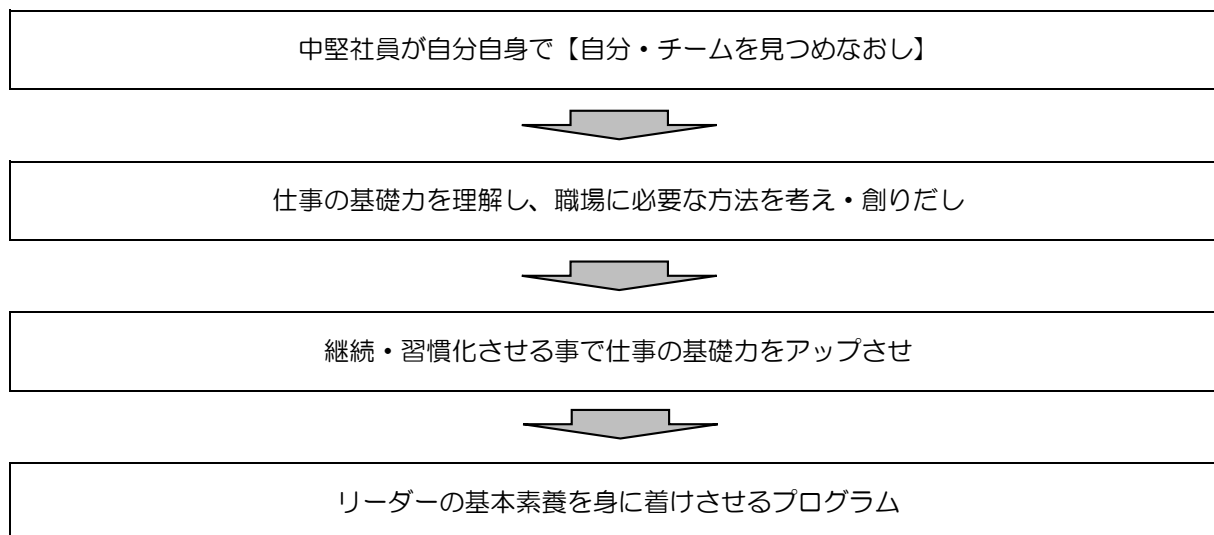 中堅社員が自分自身で【自分・チームを見つめなおし】
仕事の基礎力を理解し、職場に必要な方法を考え・創りだし
継続・習慣化させる事で仕事の基礎力をアップさせ
リーダーの基本素養を身に着けさせるプログラム